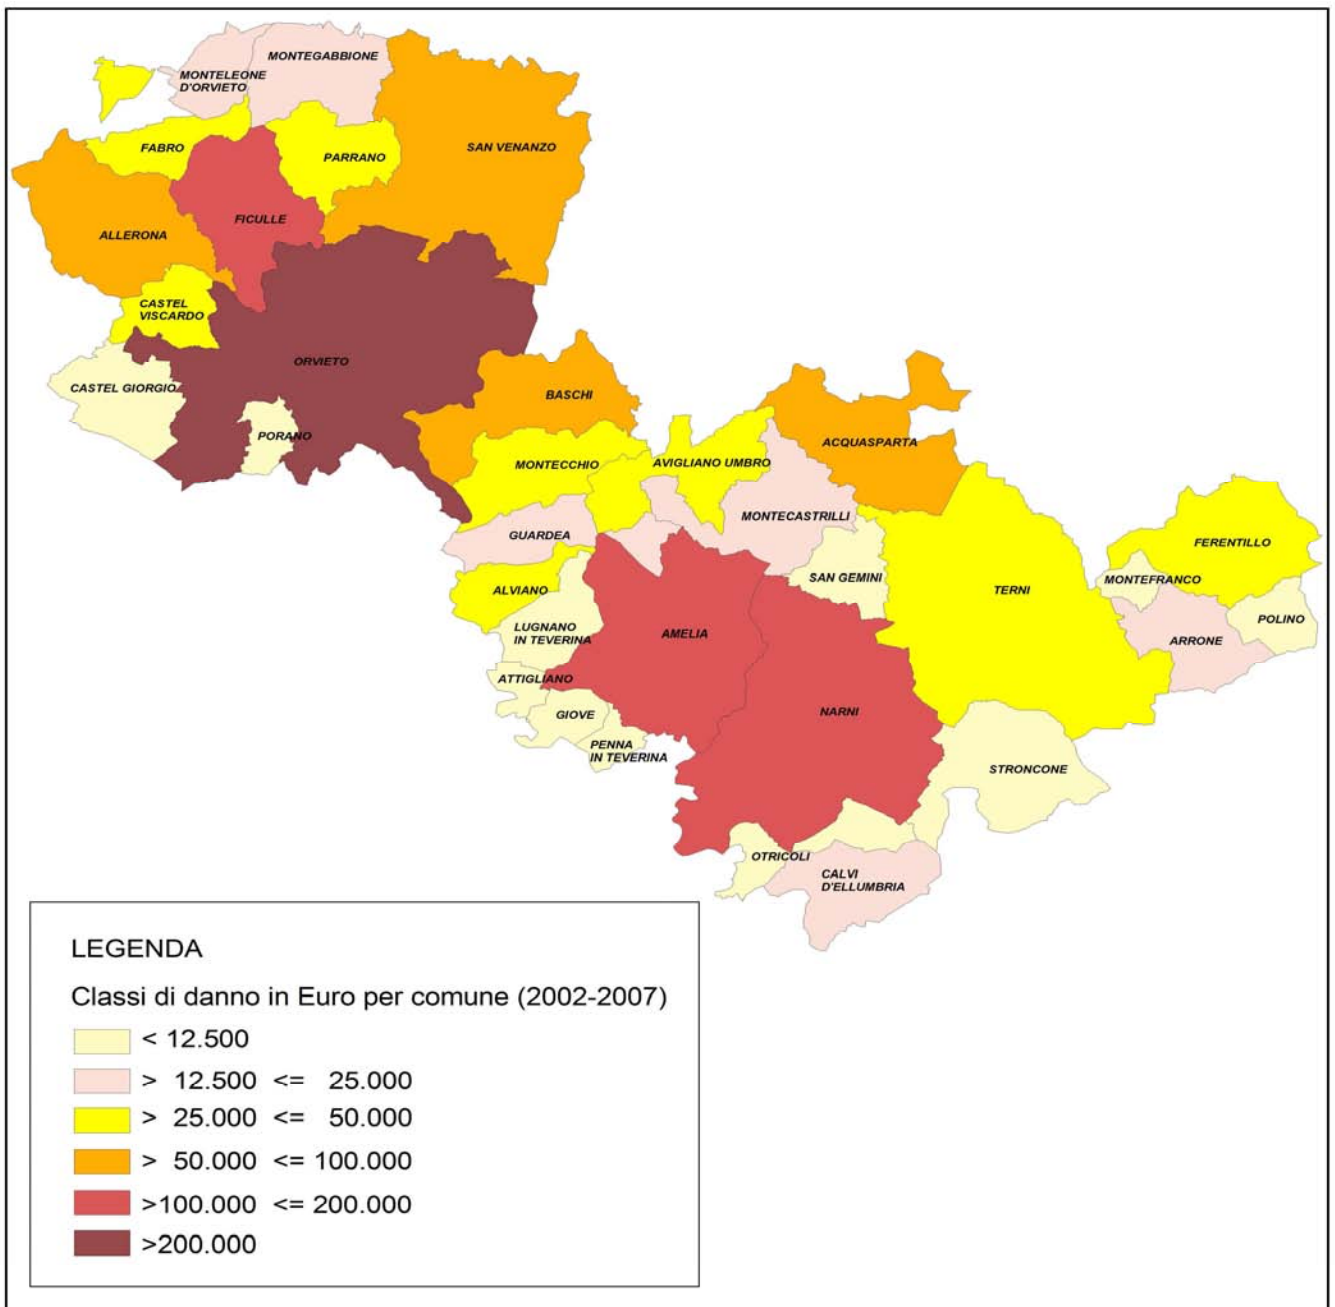 MONTEGABBIONE
MONTELEONE
D'ORVIETO
FABRO
PARRANO
SAN VENANZO
FICULLE
ALLERONA
CASTEL
VISCARDO
ORVIETO
CASTEL GIORGIO
PORANO
BASCHI
ACQUASPARTA
MONTECCHIO
AVIGLIANO UMBRO
MONTECASTRILLI
GUARDEA
FERENTILLO
SAN GEMINI
MONTEFRANCO
ALVIANO
TERNI
POLINO
LUGNANO
IN TEVERINA
AMELIA
ARRONE
ATTIGLIANO
GIOVE
NARNI
PENNA
IN TEVERINA
STRONCONE
OTRICOLI
CALVI
D'ELLUMBRIA
LEGENDA
Classi di danno in Euro per comune (2002-2007)
< 12.500
> 12.500 <= 25.000
> 25.000 <= 50.000
> 50.000 <= 100.000
>100.000 <= 200.000
>200.000